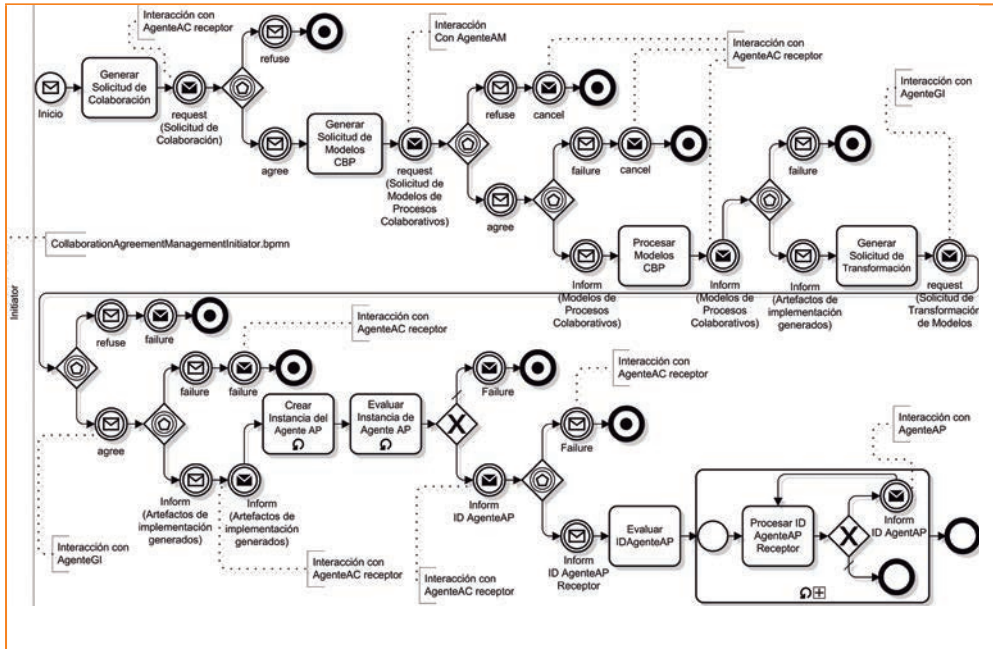 Interacción con
AgenteAC receptor
Interacción
Con AgenteAM
Interacción con
AgenteAC receptor
Interacción con
AgenteGI
refuse
Inicio
Generar
Solicitud de
Colaboración
request
(Solicitud de
Colaboración)
agree
Generar
Solicitud de
Modelos
CBP
request
(Solicitud de
Modelos de
Procesos
Colaborativos)
refuse
cancel
agree
failure
cancel
Inform
(Modelos de
Procesos
Colaborativos)
Procesar
Modelos
CBP
Inform
(Modelos de
Procesos
Colaborativos)
failure
Inform
(Artefactos de
implementación
generados)
Generar
Solicitud de
Transformación
request
(Solicitud de
Transformación
de Modelos
CollaborationAgreementManagementInitiator.bpmn
Initiator
refuse
failure
agree
Interacción con
AgenteGI
failure
failure
Interacción con
AgenteAC receptor
Inform
(Artefactos de
implementación
generados)
Inform
(Artefactos de
implementación
generados)
Interacción con
AgenteAC receptor
Crear
Instancia del
Agente AP
Evaluar
Instancia de
Agente AP
Failure
Inform
ID AgenteAP
Interacción con
AgenteAC receptor
Interacción con
AgenteAC receptor
Failure
Inform
ID AgenteAP
Receptor
Evaluar
IDAgenteAP
Procesar ID
AgenteAP
Receptor
Interacción con
AgenteAP
Inform
ID AgentAP